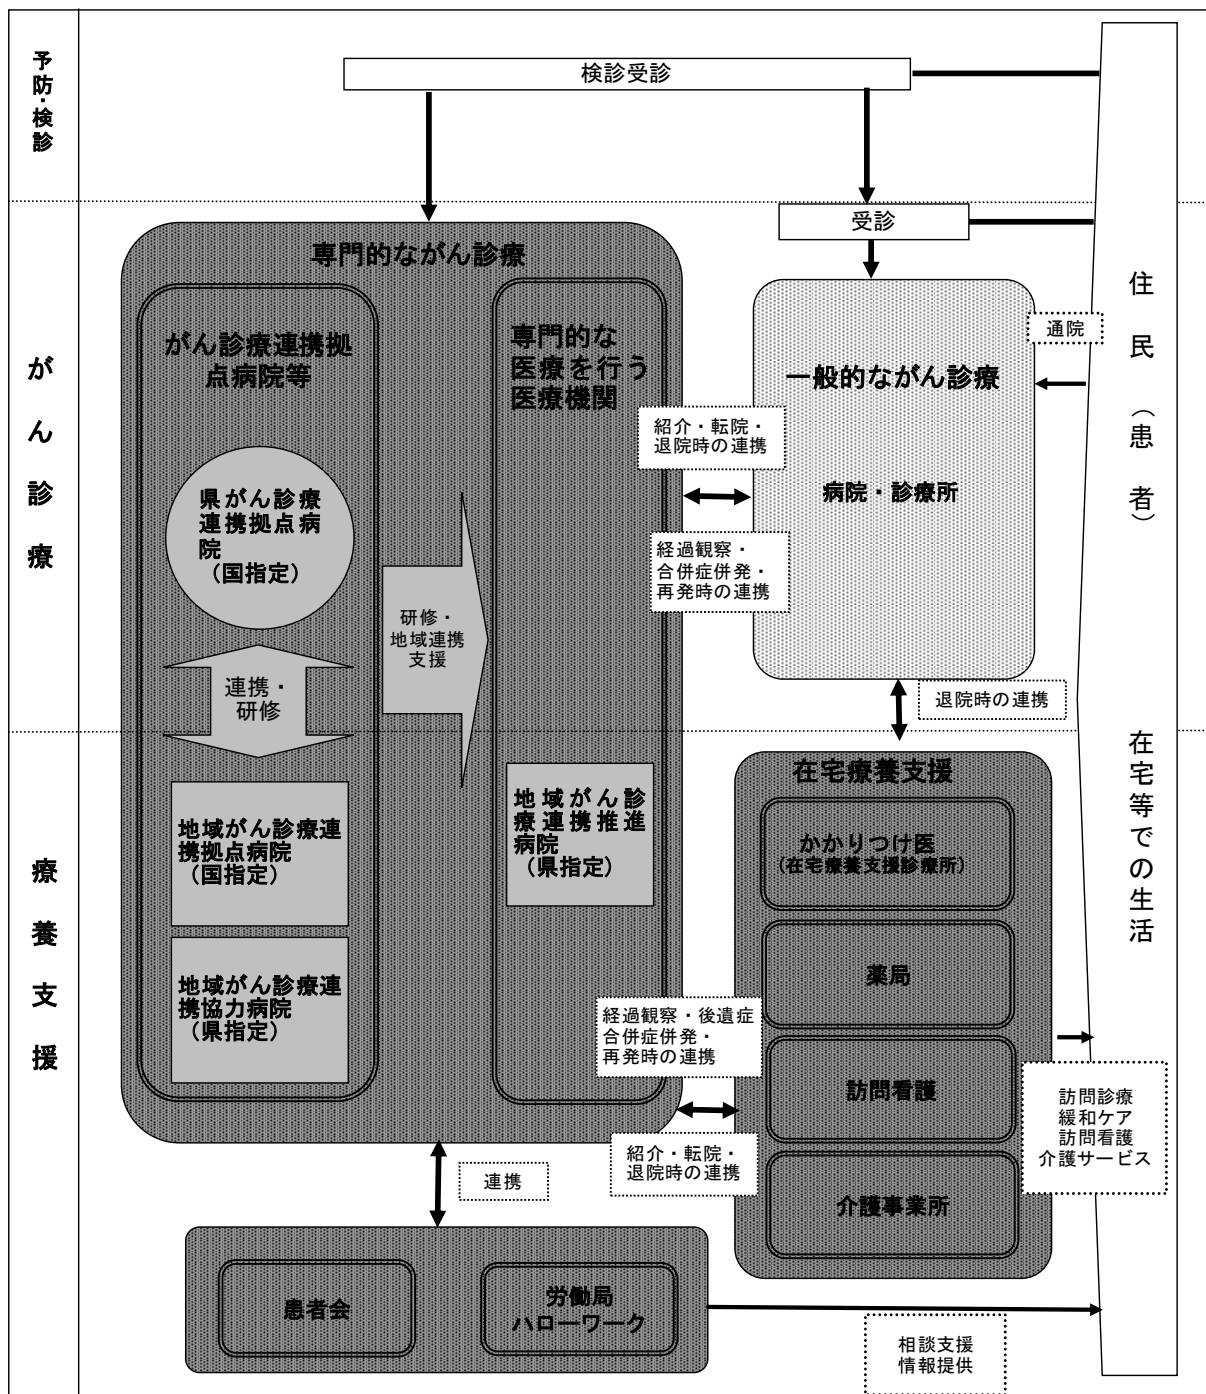 予防・検診
検診受診
受診
専門的ながん診療
がん診療連携拠
点病院等
専門的な
医療を行う
医療機関
県がん診療
連携拠点病
院
（国指定）
連携・
研修
研修・
地域連携
支援
地域がん診療連
携拠点病院
（国指定）
地域がん診療連
携協力病院
（県指定）
地域がん診
療連携推進
病院
（県指定）
がん診療
一般的ながん診療
病院・診療所
通院
紹介・転院・
退院時の連携
経過観察・
合併症併発・
再発時の連携
退院時の連携
住民（患者）
在宅等での生活
療養支援
在宅療養支援
かかりつけ医
（在宅療養支援診療所）
薬局
訪問看護
介護事業所
経過観察・後遺症
合併症併発・
再発時の連携
紹介・転院・
退院時の連携
訪問診療
緩和ケア
訪問看護
介護サービス
連携
患者会
労働局
ハローワーク
相談支援
情報提供